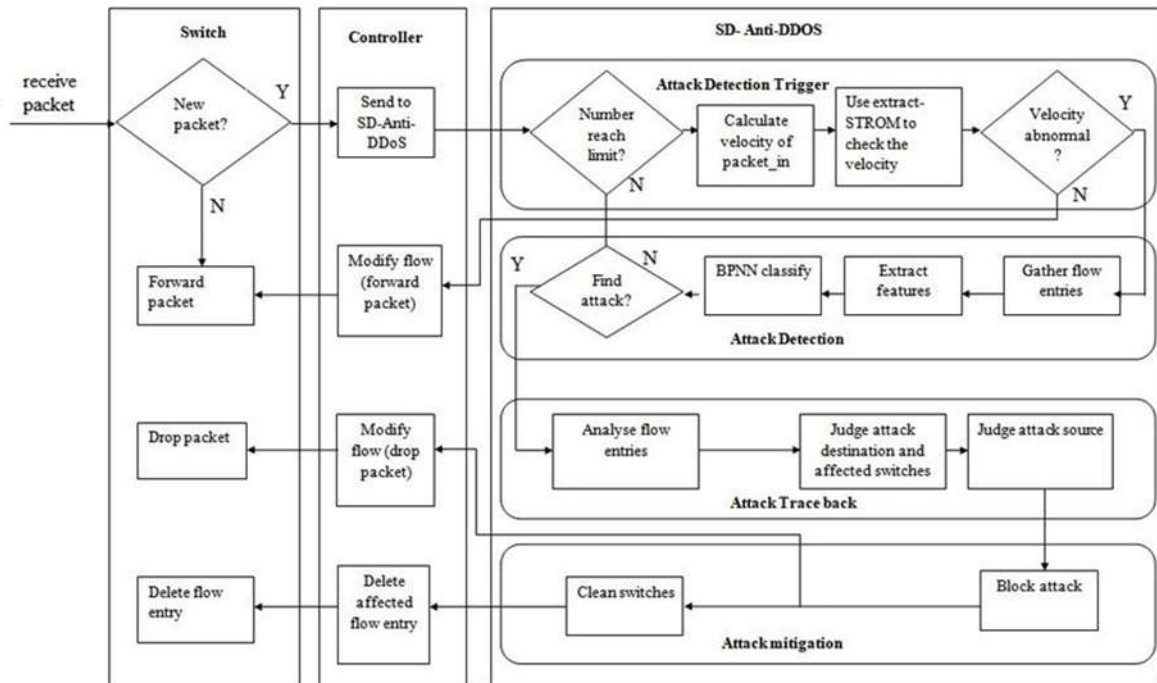 Switch
Controller
SD- Anti-DDOS
receive
packet
New
packet?
Y
N
Send to
SD-Anti-
DDoS
Attack Detection Trigger
Number
reach
limit?
N
Calculate
velocity of
packet_in
Use extract-
STROM to
check the
velocity
Velocity
abnormal
?
Y
N
Forward
packet
Modify flow
(forward
packet)
Y
N
Find
attack?
BPNN classify
Extract
features
Gather flow
entries
Attack Detection
Drop packet
Modify
flow (drop
packet)
Analyse flow
entries
Judge attack
destination and
affected switches
Judge attack source
Attack Trace back
Delete flow
entry
Delete
affected
flow entry
Clean switches
Block attack
Attack mitigation